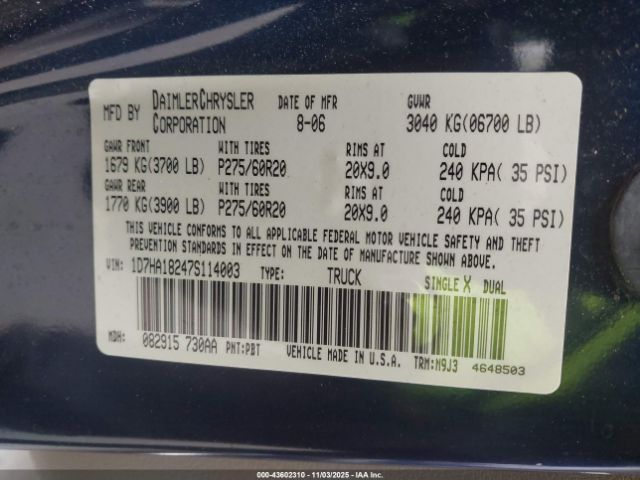 MFD BY DAIMLERCHRYSLER CORPORATION DATE OF MFR 8-06 GVWR 3040 KG(06700 LB)
GAWR FRONT WITH TIRES RIMS AT COLD
1679 KG(3700 LB) P275/60R20 20X9.0 240 KPA( 35 PSI)
GAWR REAR WITH TIRES RIMS AT COLD
1770 KG(3900 LB) P275/60R20 20X9.0 240 KPA( 35 PSI)
THIS VEHICLE CONFORMS TO ALL APPLICABLE FEDERAL MOTOR VEHICLE SAFETY AND THEFT
PREVENTION STANDARDS IN EFFECT ON THE DATE OF MANUFACTURE SHOWN ABOVE.
VIN: 1D7HA18247S114003 TYPE: TRUCK SINGLE X DUAL
MDH: 082915 730AA PNT:PBT VEHICLE MADE IN U.S.A. TRM:M9J3 4648503
00-43602310 - 11/03/2025 - Copyright IAA, Inc.